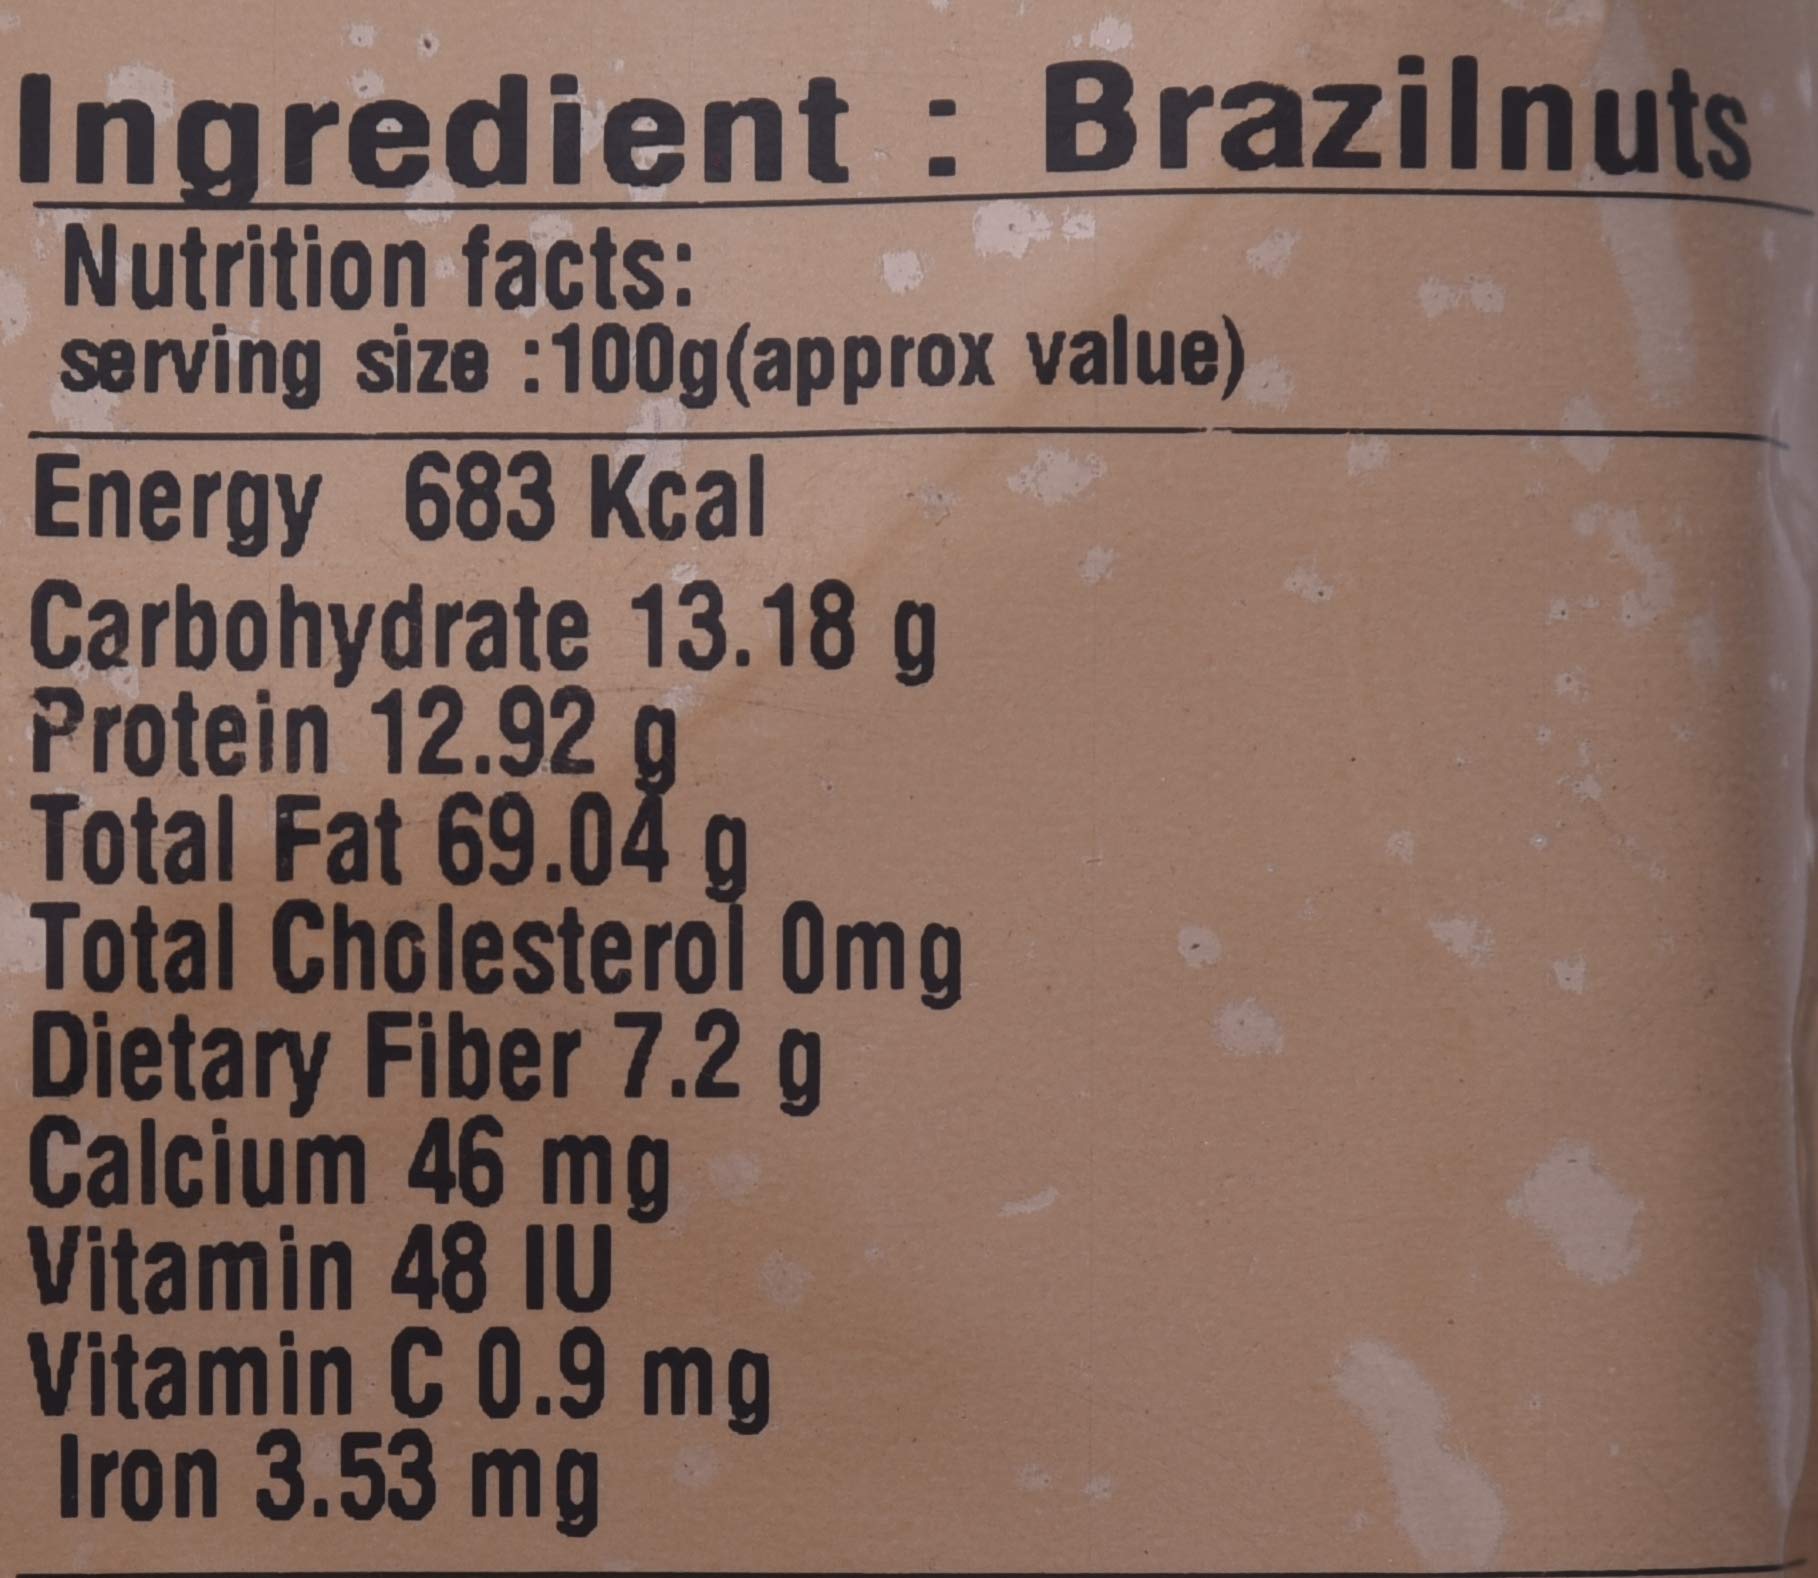 Ingredient : Brazilnuts
Nutrition facts:
serving size :100g(approx value)
Energy 683 Kcal
Carbohydrate 13.18 g
Protein 12.92 g
Total Fat 69.04 g
Total Cholesterol 0mg
Dietary Fiber 7.2 g
Calcium 46 mg
Vitamin 48 IU
Vitamin C 0.9 mg
Iron 3.53 mg